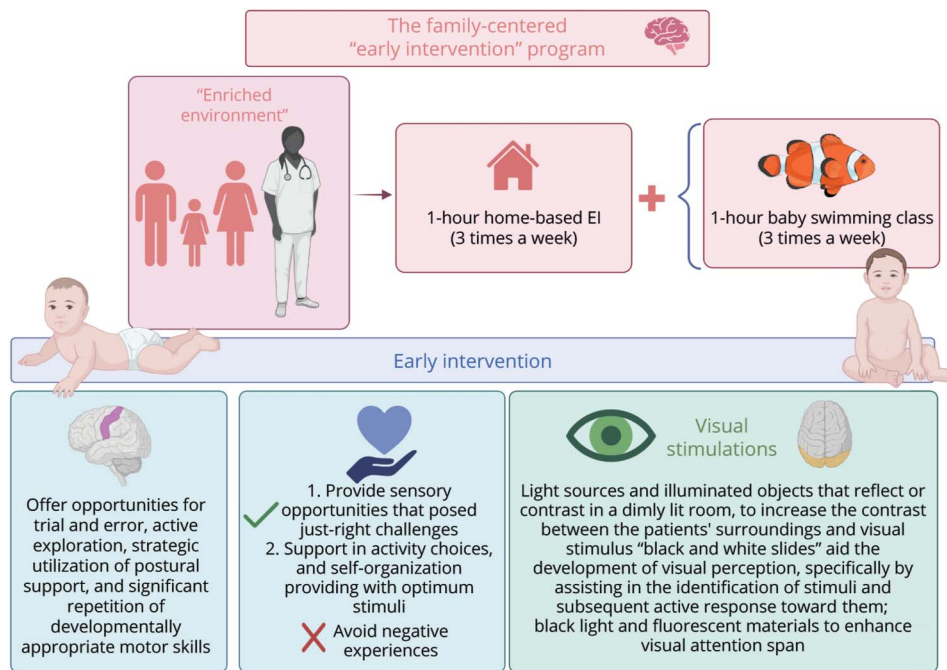 The family-centered
“early intervention” program
“Enriched
environment”
1-hour home-based EI
(3 times a week)
1-hour baby swimming class
(3 times a week)
Early intervention
Offer opportunities for
trial and error, active
exploration, strategic
utilization of postural
support, and significant
repetition of
developmentally
appropriate motor skills
1. Provide sensory
opportunities that posed
just-right challenges
2. Support in activity choices,
and self-organization
providing with optimum
stimuli
Avoid negative
experiences
Visual
stimulations
Light sources and illuminated objects that reflect or
contrast in a dimly lit room, to increase the contrast
between the patients' surroundings and visual
stimulus “black and white slides” aid the
development of visual perception, specifically by
assisting in the identification of stimuli and
subsequent active response toward them;
black light and fluorescent materials to enhance
visual attention span